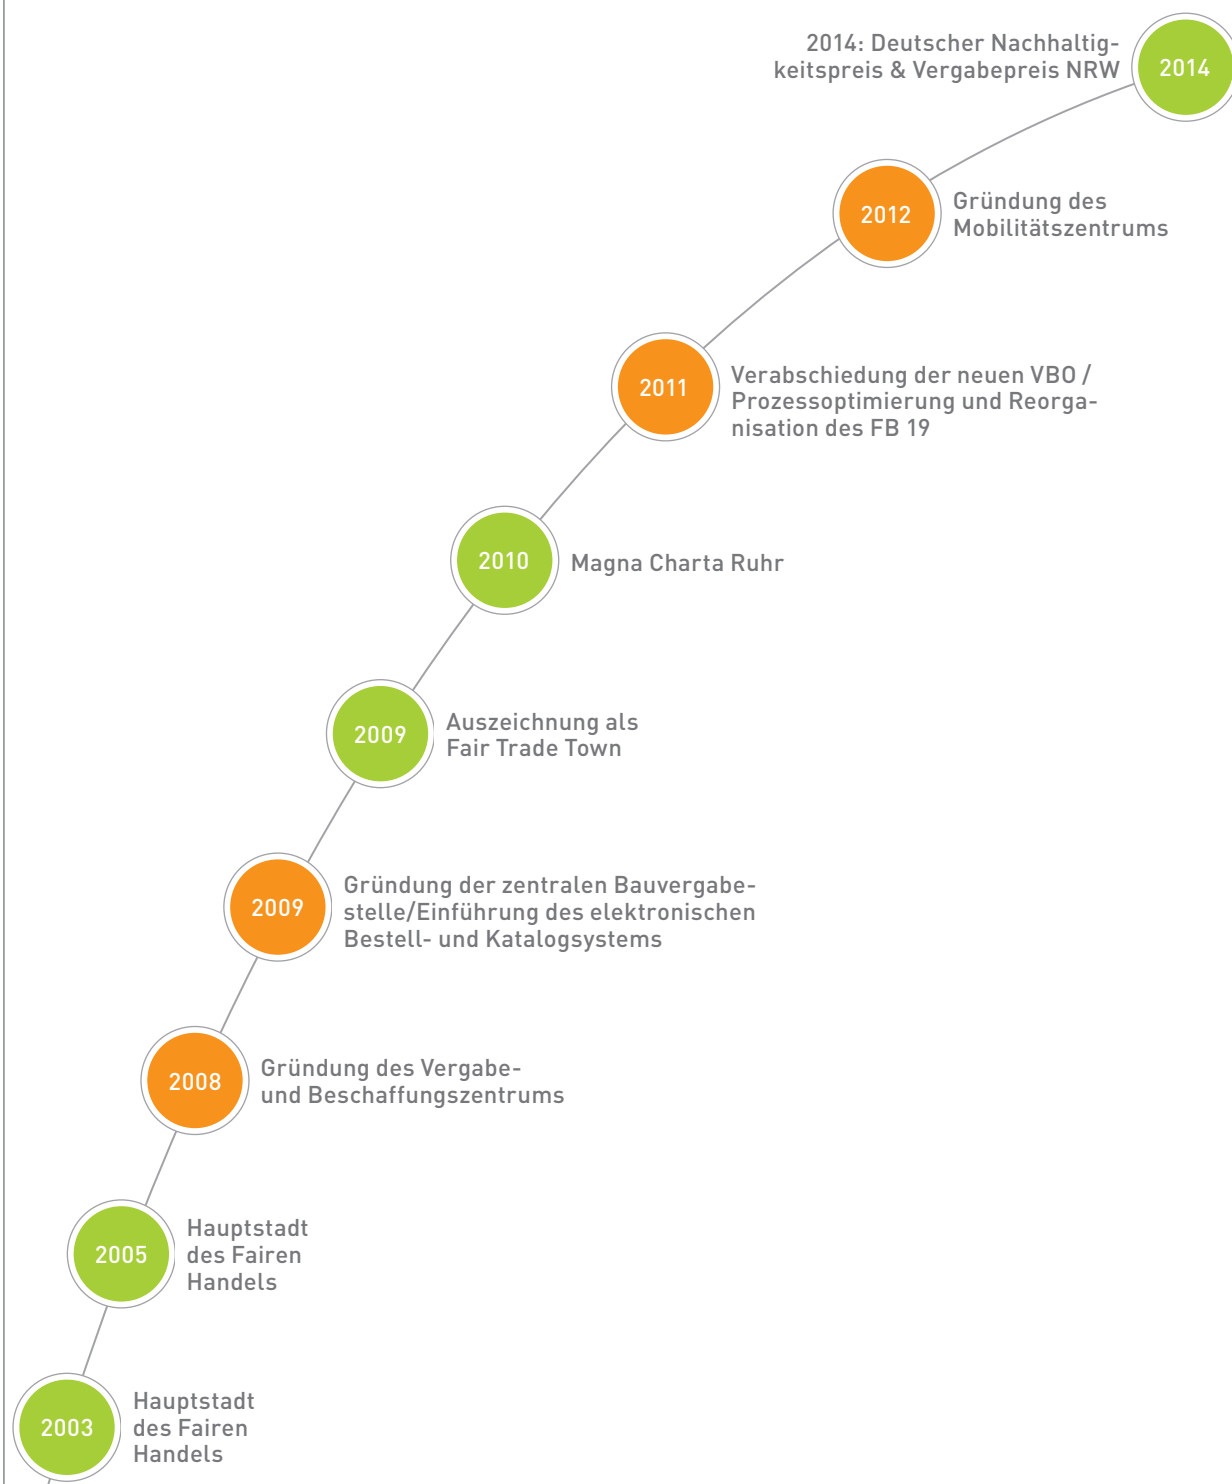 2014: Deutscher Nachhaltig-
keitspreis & Vergabepreis NRW
2014
2012
Gründung des
Mobilitätszentrums
2011
Verabschiedung der neuen VBO /
Prozessoptimierung und Reorga-
nisation des FB 19
2010
Magna Charta Ruhr
2009
Auszeichnung als
Fair Trade Town
2009
Gründung der zentralen Bauvergabe-
stelle/Einführung des elektronischen
Bestell- und Katalogsystems
2008
Gründung des Vergabe-
und Beschaffungszentrums
2005
Hauptstadt
des Fairen
Handels
2003
Hauptstadt
des Fairen
Handels